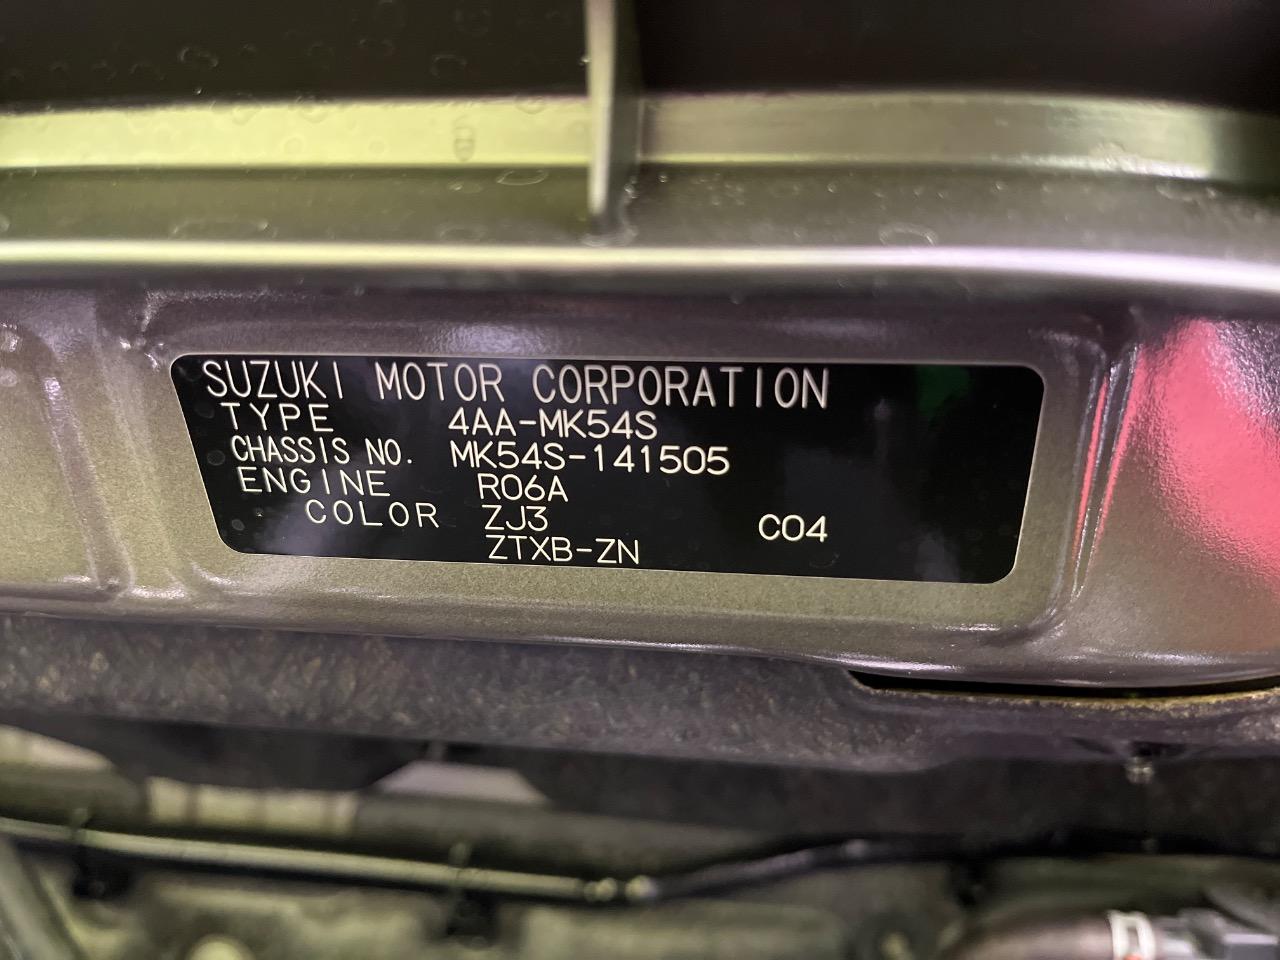 SUZUKI MOTOR CORPORATION
TYPE 4AA-MK54S
CHASSIS NO. MK54S-141505
ENGINE R06A
COLOR ZJ3 C04
ZTXB-ZN